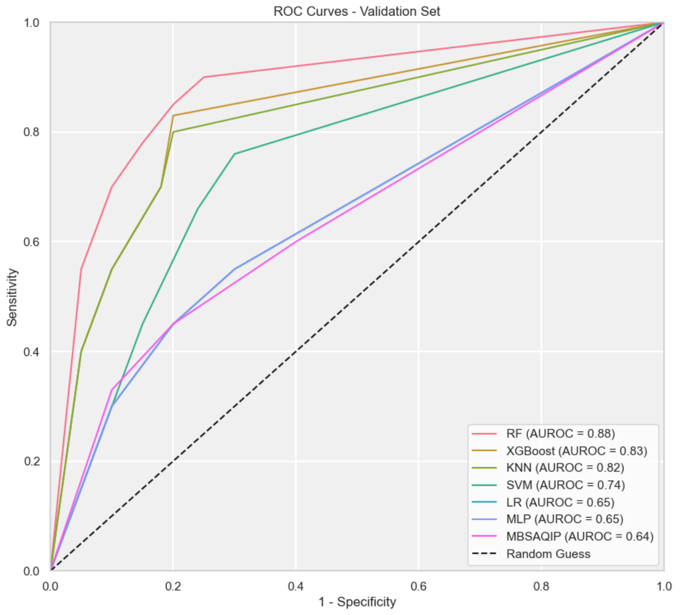 ROC Curves - Validation Set
1.0
0.8
0.6
0.4
0.2
0.0
Sensitivity
RF (AUROC = 0.88)
XGBoost (AUROC = 0.83)
KNN (AUROC = 0.82)
SVM (AUROC = 0.74)
LR (AUROC = 0.65)
MLP (AUROC = 0.65)
MBSAQIP (AUROC = 0.64)
Random Guess
0.0 0.2 0.4 0.6 0.8 1.0
1 - Specificity